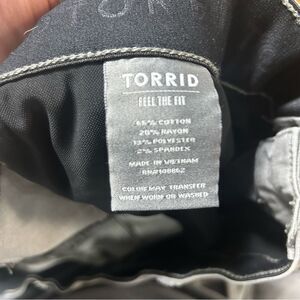 TORRID
FEEL THE FIT
65% COTTON
20% RAYON
13% POLYESTER
2% SPANDEX
MADE IN VIETNAM
COLOR MAY TRANSFER
WHEN WORN OR WASHED